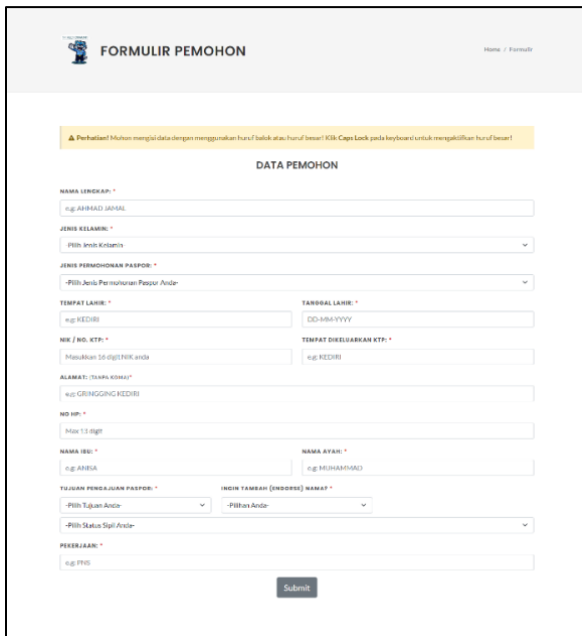 FORMULIR PEMOHON
Home / Formulir
Perhatian! Mohon mengisi data dengan menggunakan huruf balok atau huruf besar! Klik Caps Lock pada keyboard untuk mengaktifkan huruf besar!
DATA PEMOHON
NAMA LENGKAP: *
e.g: AHMAD JAMAL
JENIS KELAMIN: *
-Pilih Jenis Kelamin-
JENIS PERMOHONAN PASPOR: *
-Pilih Jenis Permohonan Paspor Anda-
TEMPAT LAHIR: * TANGGAL LAHIR: *
e.g: KEDIRI DD-MM-YYYY
NIK / NO. KTP: * TEMPAT DIKELUARKAN KTP: *
Masukkan 16 digit NIK anda e.g: KEDIRI
ALAMAT: (TANPA KOMA)*
e.g: GRINGGING KEDIRI
NO HP: *
Max 13 digit
NAMA IBU: * NAMA AYAH: *
e.g: ANISA e.g: MUHAMMAD
TUJUAN PENGAJUAN PASPOR: * INGIN TAMBAH (ENDORSE) NAMA? *
-Pilih Tujuan Anda- -Pilihan Anda-
-Pilih Status Sipil Anda-
PEKERJAAN: *
e.g: PNS
Submit